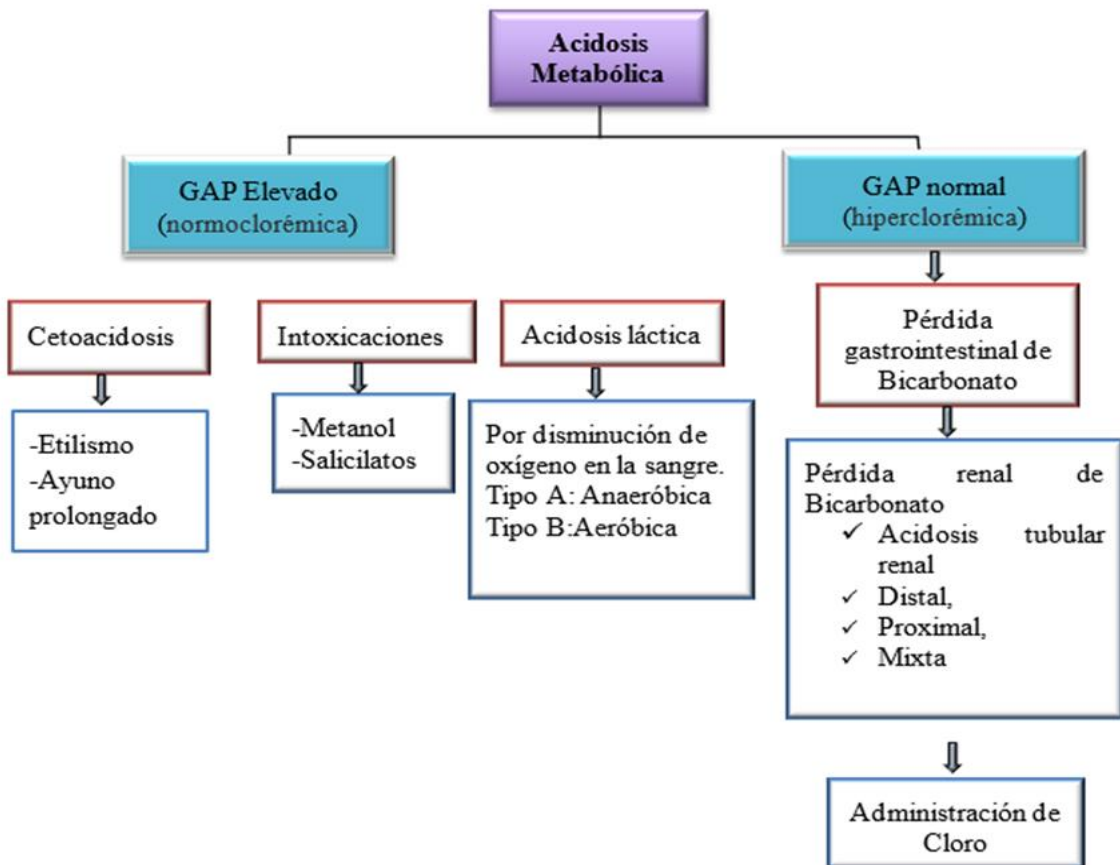 Acidosis
Metabólica
GAP Elevado
(normoclorémica)
GAP normal
(hiperclorémica)
Cetoacidosis
-Etilismo
-Ayuno
prolongado
Intoxicaciones
-Metanol
-Salicilatos
Acidosis láctica
Por disminución de
oxígeno en la sangre.
Tipo A: Anaeróbica
Tipo B:Aeróbica
Pérdida
gastrointestinal de
Bicarbonato
Pérdida renal de
Bicarbonato
✓ Acidosis tubular
renal
✓ Distal,
✓ Proximal,
✓ Mixta
Administración de
Cloro